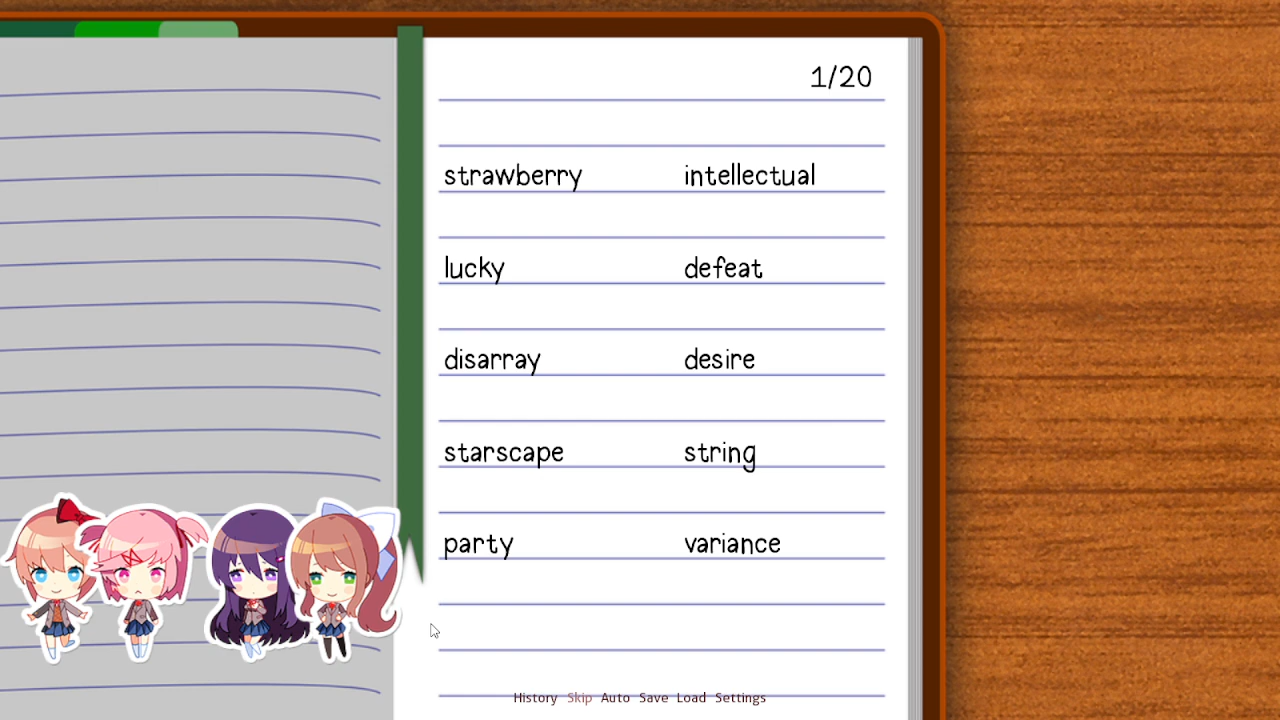 1/20
strawberry intellectual
lucky defeat
disarray desire
starscape string
party variance
History Skip Auto Save Load Settings